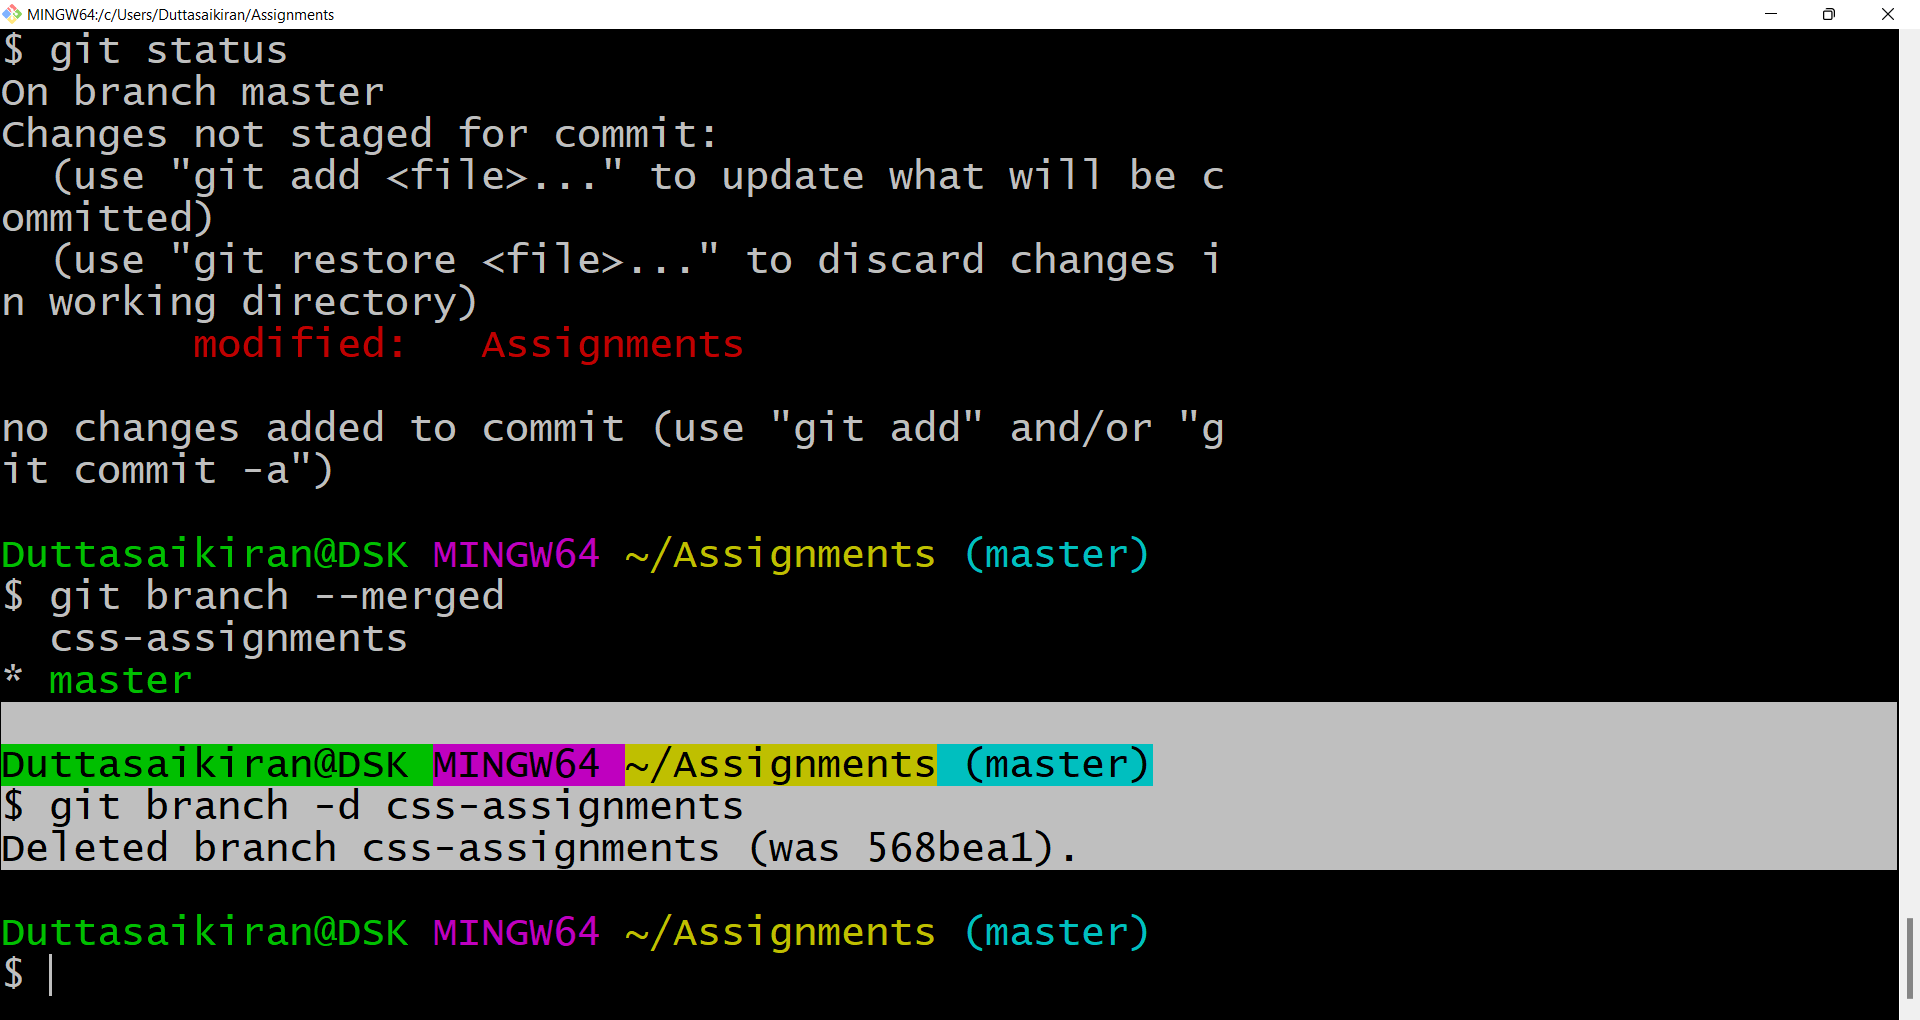 MINGW64:/c/Users/Duttasaikiran/Assignments
$ git status
On branch master
Changes not staged for commit:
  (use "git add <file>..." to update what will be c
ommitted)
  (use "git restore <file>..." to discard changes i
n working directory)
        modified:   Assignments

no changes added to commit (use "git add" and/or "g
it commit -a")

Duttasaikiran@DSK MINGW64 ~/Assignments (master)
$ git branch --merged
  css-assignments
* master

Duttasaikiran@DSK MINGW64 ~/Assignments (master)
$ git branch -d css-assignments
Deleted branch css-assignments (was 568bea1).

Duttasaikiran@DSK MINGW64 ~/Assignments (master)
$